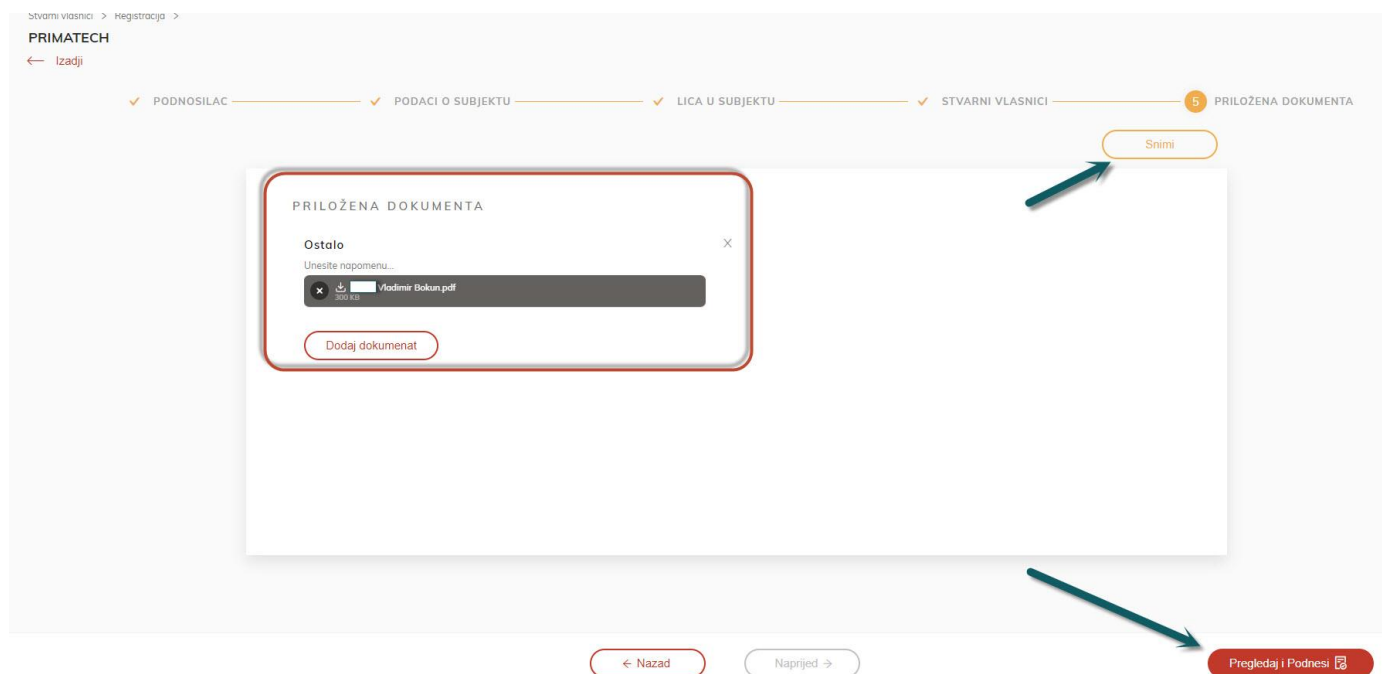 Stvarni vlasnici > Registracija >
PRIMATECH
← Izadji
✓ PODNOSILAC ✓ PODACI O SUBJEKTU ✓ LICA U SUBJEKTU ✓ STVARNI VLASNICI 5 PRILOŽENA DOKUMENTA
Snimi
PRILOŽENA DOKUMENTA
Ostalo X
Unesite napomenu...
Vladimir Bokun.pdf
300 KB
Dodaj dokumenat
← Nazad Naprijed → Pregledaj i Podnesi